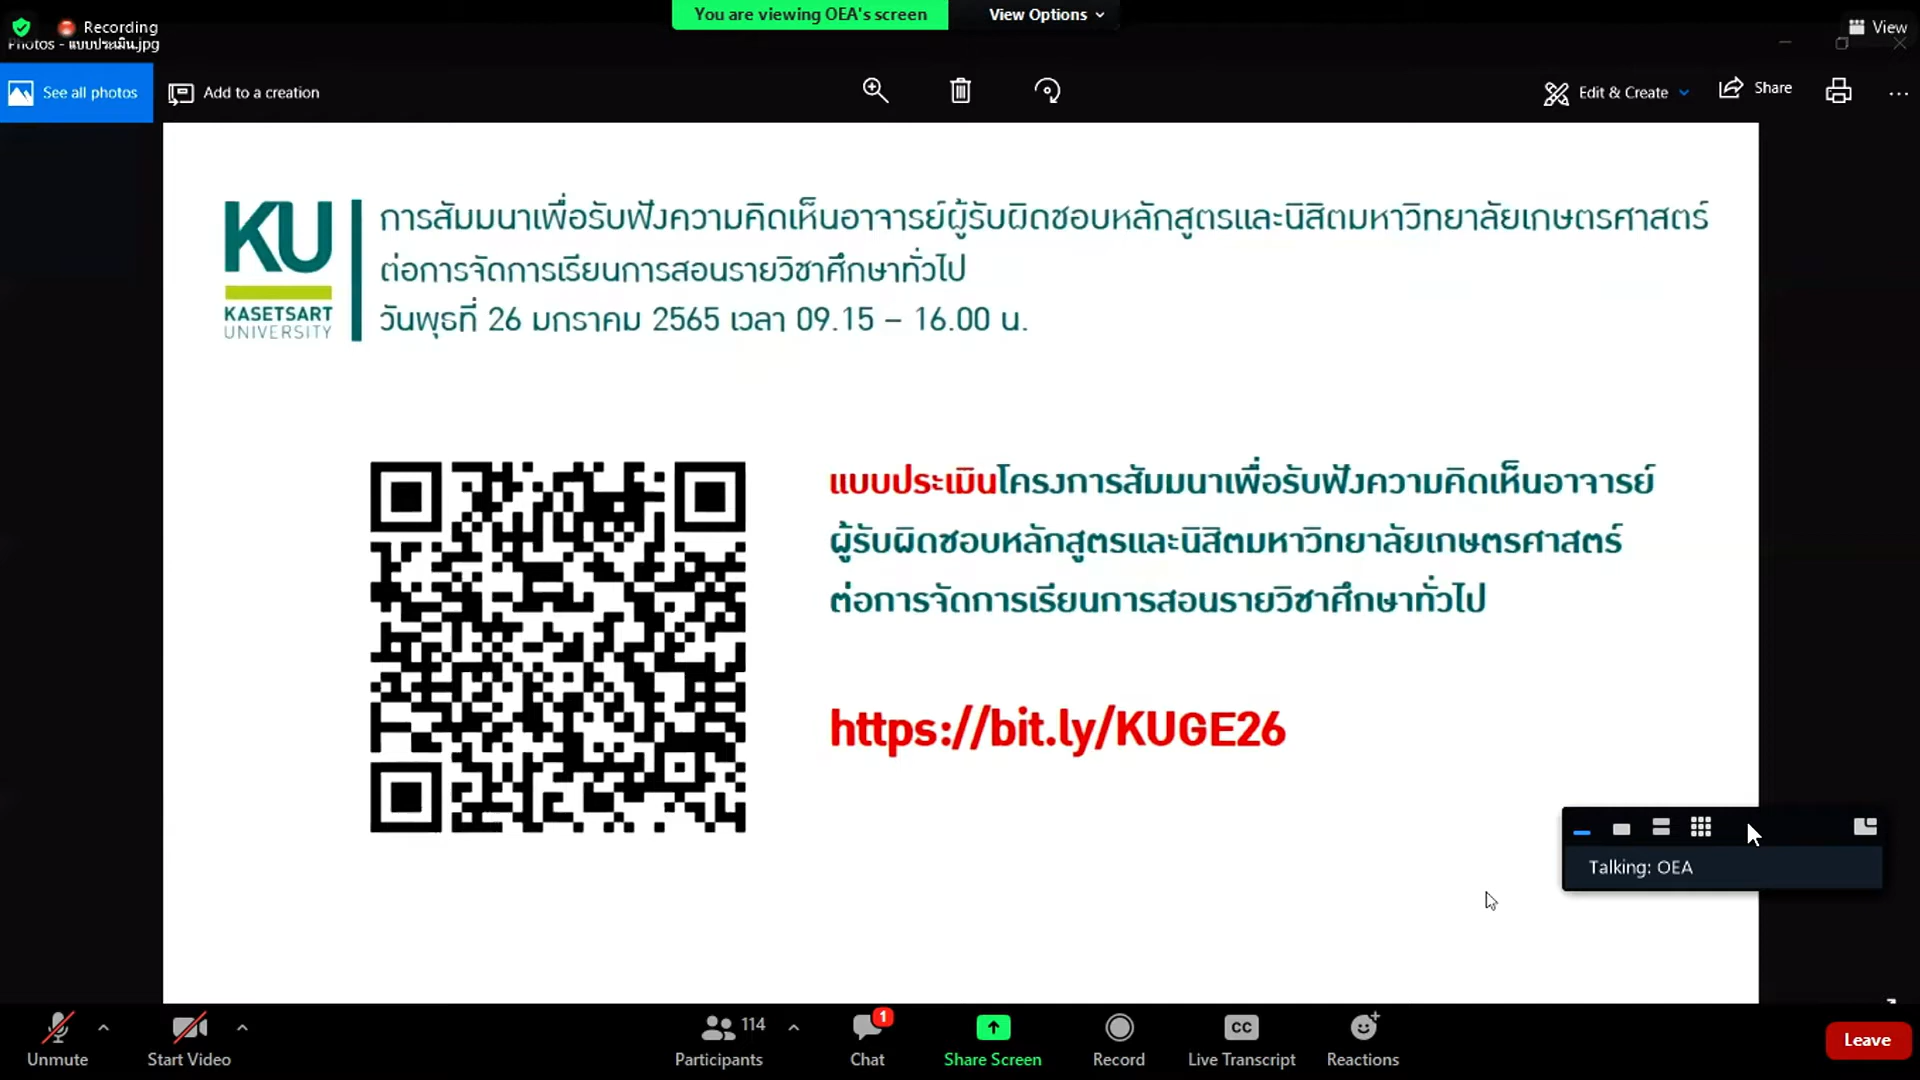 You are viewing OEA's screen
View Options
Recording
View
Photos - แบบประเมิน.jpg
See all photos
Add to a creation
Edit & Create
Share
KU
KASETSART
UNIVERSITY
การสัมมนาเพื่อรับฟังความคิดเห็นอาจารย์ผู้รับผิดชอบหลักสูตรและนิสิตมหาวิทยาลัยเกษตรศาสตร์
ต่อการจัดการเรียนการสอนรายวิชาศึกษาทั่วไป
วันพุธที่ 26 มกราคม 2565 เวลา 09.15 – 16.00 น.
แบบประเมินโครงการสัมมนาเพื่อรับฟังความคิดเห็นอาจารย์
ผู้รับผิดชอบหลักสูตรและนิสิตมหาวิทยาลัยเกษตรศาสตร์
ต่อการจัดการเรียนการสอนรายวิชาศึกษาทั่วไป
https://bit.ly/KUGE26
Talking: OEA
Unmute
Start Video
114
Participants
1
Chat
Share Screen
Record
CC
Live Transcript
Reactions
Leave